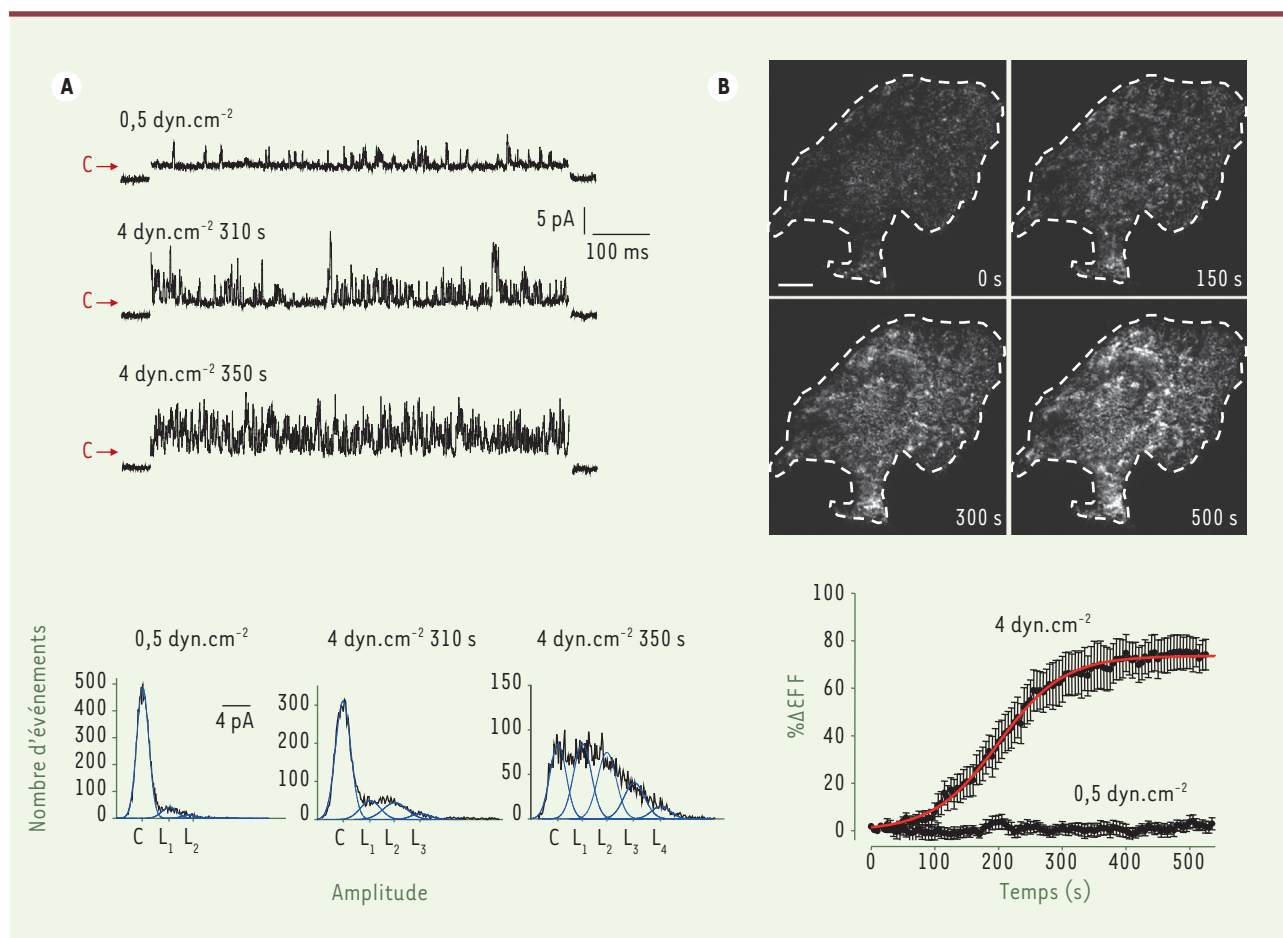 A
0,5 dyn.cm⁻²
C
5 pA
100 ms
4 dyn.cm⁻² 310 s
C
4 dyn.cm⁻² 350 s
C
B
0 s
150 s
300 s
500 s
Nombre d'événements
0,5 dyn.cm⁻²
500
400
300
200
100
0
4 pA
C L₁ L₂
4 dyn.cm⁻² 310 s
300
200
100
0
C L₁ L₂ L₃
4 dyn.cm⁻² 350 s
150
100
50
0
C L₁ L₂ L₃ L₄
Amplitude
%ΔEF F
100
80
60
40
20
0
4 dyn.cm⁻²
0,5 dyn.cm⁻²
0 100 200 300 400 500
Temps (s)